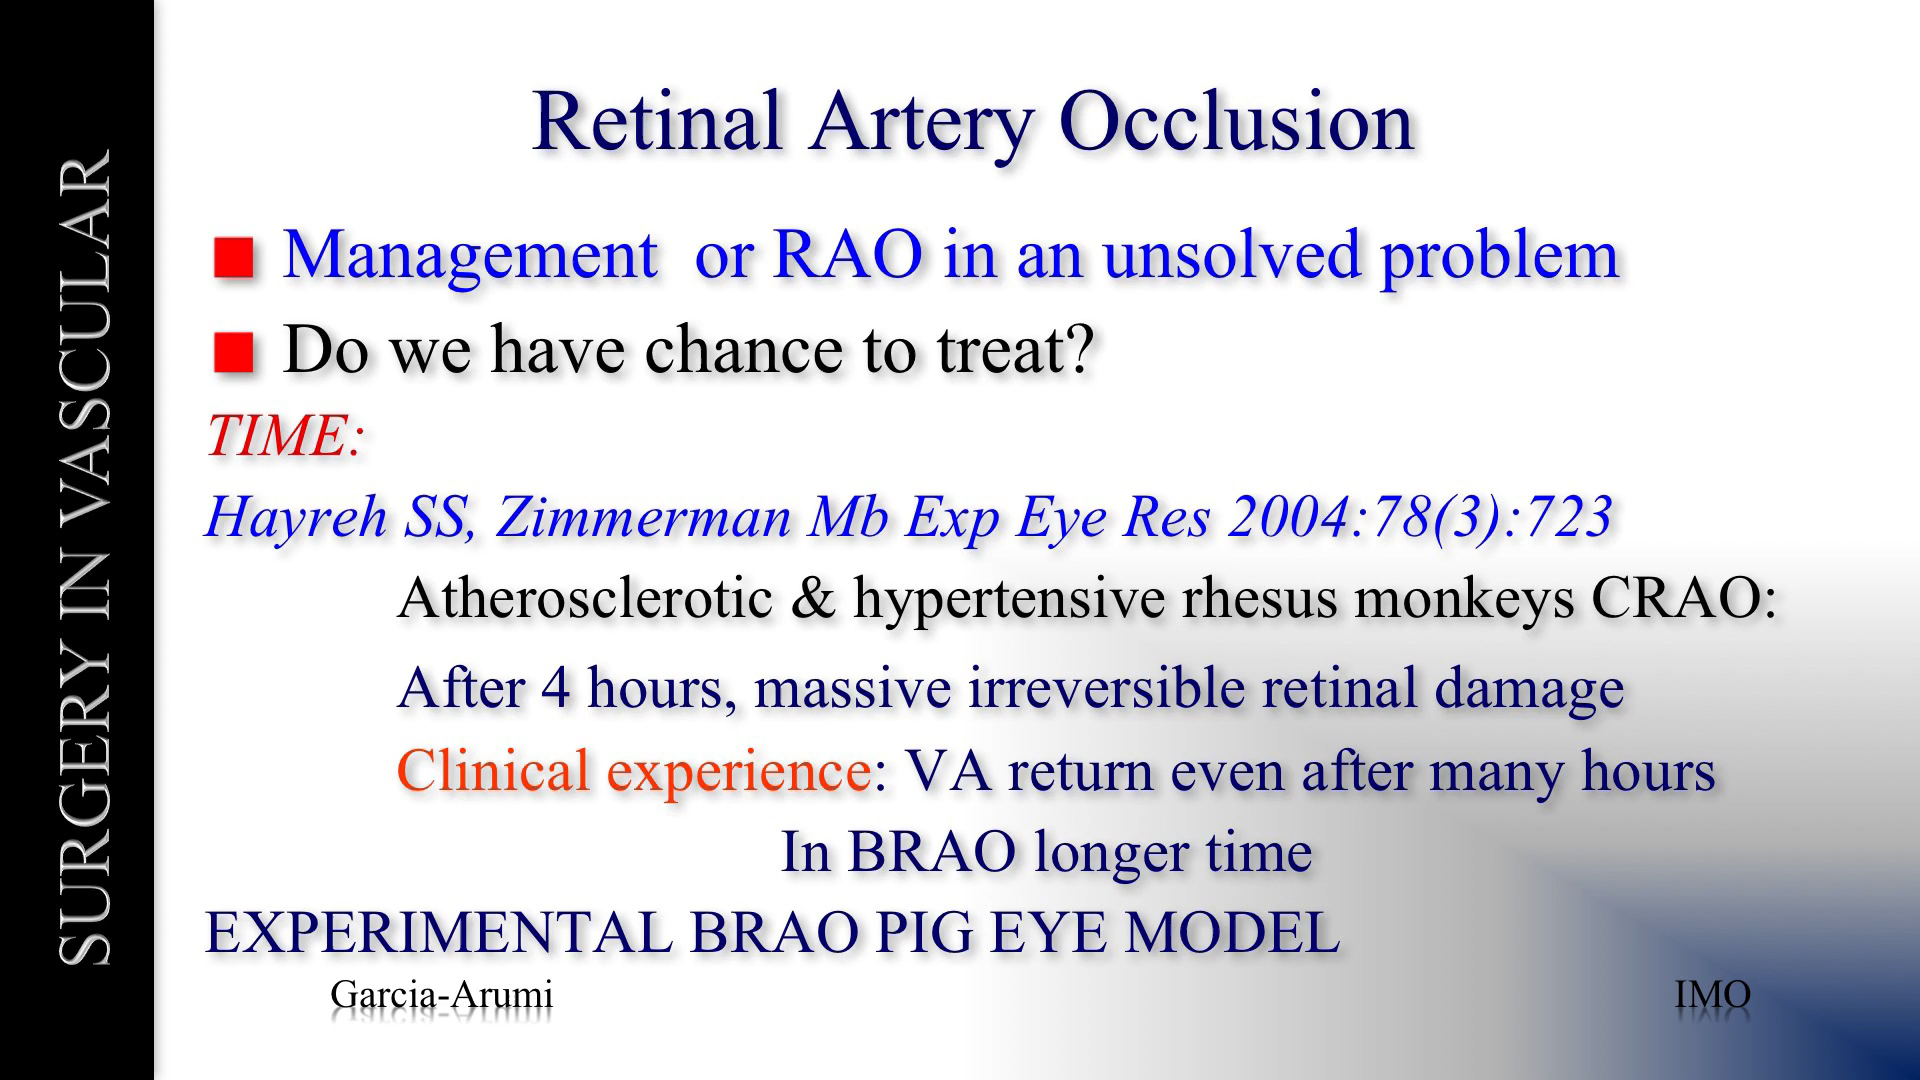 SURGERY IN VASCULAR
Retinal Artery Occlusion
Management or RAO in an unsolved problem
Do we have chance to treat?
TIME:
Hayreh SS, Zimmerman Mb Exp Eye Res 2004:78(3):723
Atherosclerotic & hypertensive rhesus monkeys CRAO:
After 4 hours, massive irreversible retinal damage
Clinical experience: VA return even after many hours
In BRAO longer time
EXPERIMENTAL BRAO PIG EYE MODEL
Garcia-Arumi
IMO